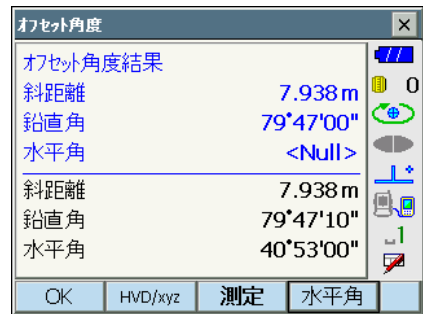 オフセット角度
オフセット角度結果
斜距離 7.938 m
鉛直角 79°47'00"
水平角 <Null>
斜距離 7.938 m
鉛直角 79°47'10"
水平角 40°53'00"
0
1
OK HVD/xyz 測定 水平角